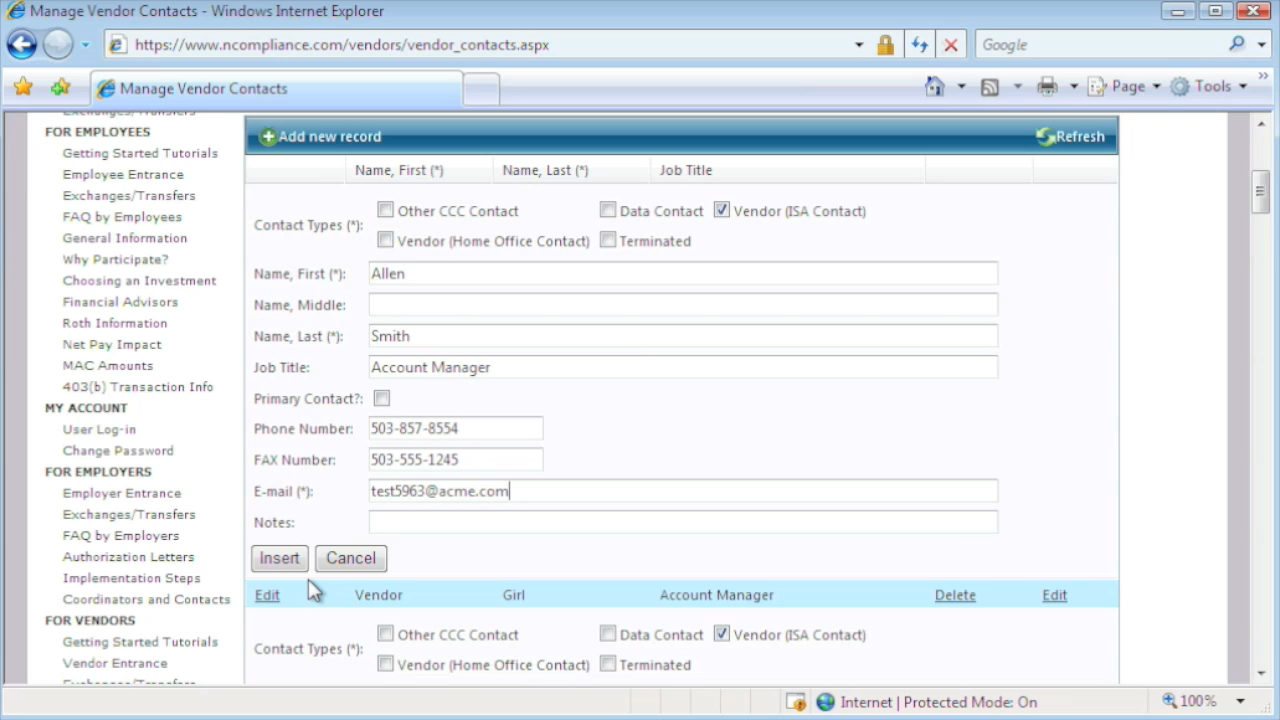 Manage Vendor Contacts - Windows Internet Explorer
https://www.ncompliance.com/vendors/vendor_contacts.aspx
Google
Manage Vendor Contacts
Page
Tools
Exchanges/Transfers
FOR EMPLOYEES
Getting Started Tutorials
Employee Entrance
Exchanges/Transfers
FAQ by Employees
General Information
Why Participate?
Choosing an Investment
Financial Advisors
Roth Information
Net Pay Impact
MAC Amounts
403(b) Transaction Info
MY ACCOUNT
User Log-in
Change Password
FOR EMPLOYERS
Employer Entrance
Exchanges/Transfers
FAQ by Employers
Authorization Letters
Implementation Steps
Coordinators and Contacts
FOR VENDORS
Getting Started Tutorials
Vendor Entrance
Exchanges/Transfers
Add new record Refresh
Name, First (*) Name, Last (*) Job Title
Contact Types (*): Other CCC Contact Data Contact Vendor (ISA Contact)
Vendor (Home Office Contact) Terminated
Name, First (*): Allen
Name, Middle:
Name, Last (*): Smith
Job Title: Account Manager
Primary Contact?:
Phone Number: 503-857-8554
FAX Number: 503-555-1245
E-mail (*): test5963@acme.com
Notes:
Insert Cancel
Edit Vendor Girl Account Manager Delete Edit
Contact Types (*): Other CCC Contact Data Contact Vendor (ISA Contact)
Vendor (Home Office Contact) Terminated
Internet | Protected Mode: On 100%